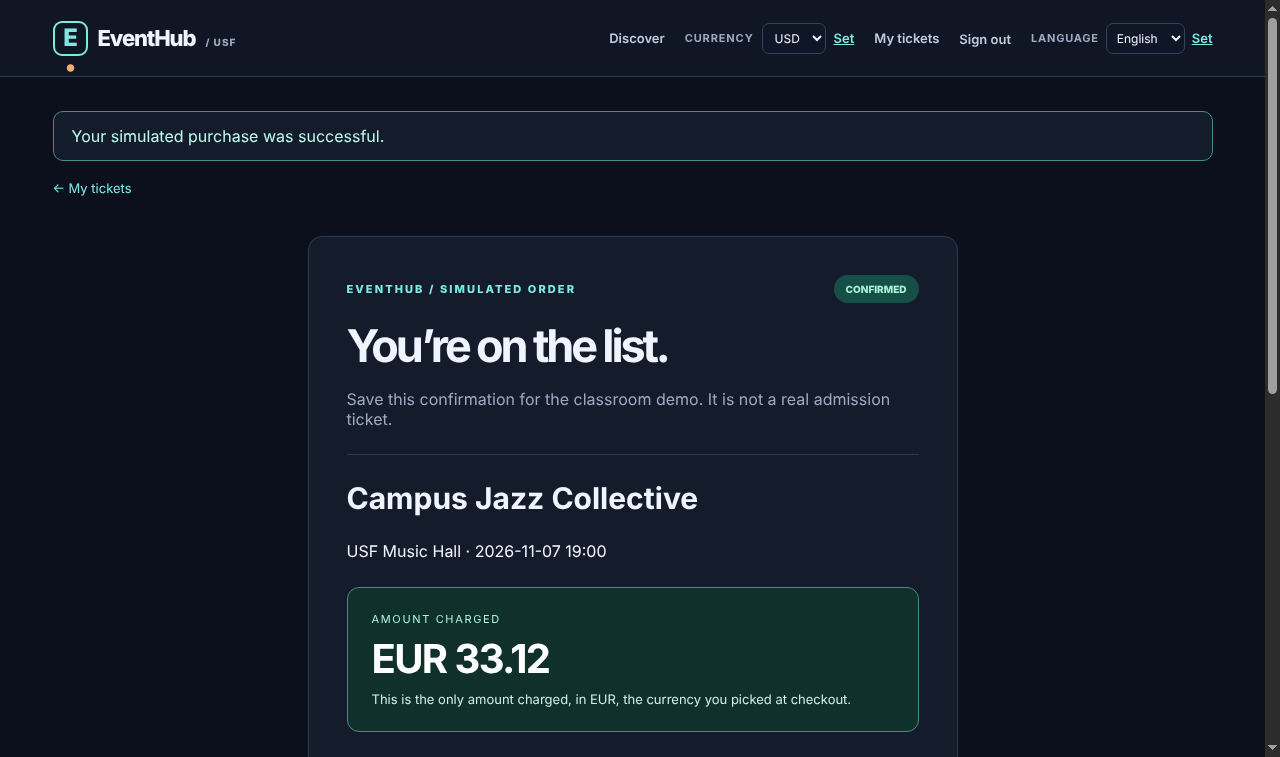 E EventHub / USF
Discover CURRENCY USD Set My tickets Sign out LANGUAGE English Set
Your simulated purchase was successful.
← My tickets
EVENTHUB / SIMULATED ORDER
CONFIRMED
You’re on the list.
Save this confirmation for the classroom demo. It is not a real admission
ticket.
Campus Jazz Collective
USF Music Hall · 2026-11-07 19:00
AMOUNT CHARGED
EUR 33.12
This is the only amount charged, in EUR, the currency you picked at checkout.